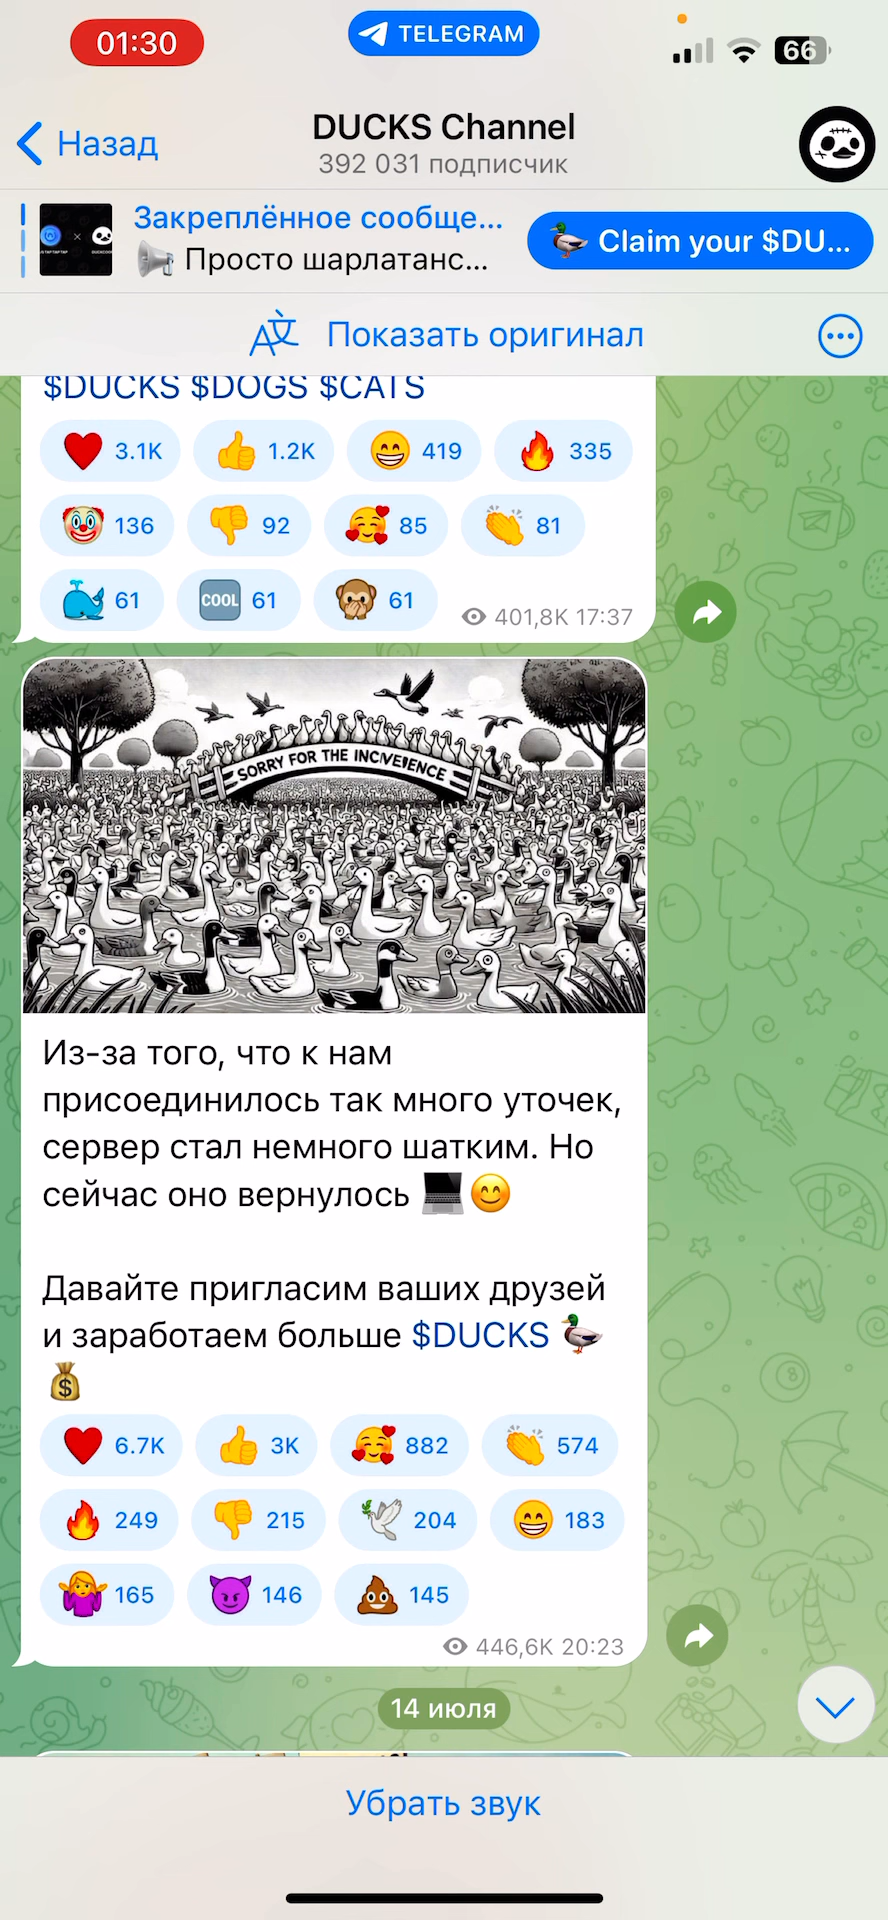 01:30
TELEGRAM
66
Назад
DUCKS Channel
392 031 подписчик
Закреплённое сообще...
Просто шарлатанс...
Claim your $DU...
Показать оригинал
$DUCKS $DOGS $CATS
3.1K 1.2K 419 335
136 92 85 81
61 COOL 61 61
401,8K 17:37
SORRY FOR THE INC/VEIENCE
Из-за того, что к нам
присоединилось так много уточек,
сервер стал немного шатким. Но
сейчас оно вернулось
Давайте пригласим ваших друзей
и заработаем больше $DUCKS
6.7K 3K 882 574
249 215 204 183
165 146 145
446,6K 20:23
14 июля
Убрать звук